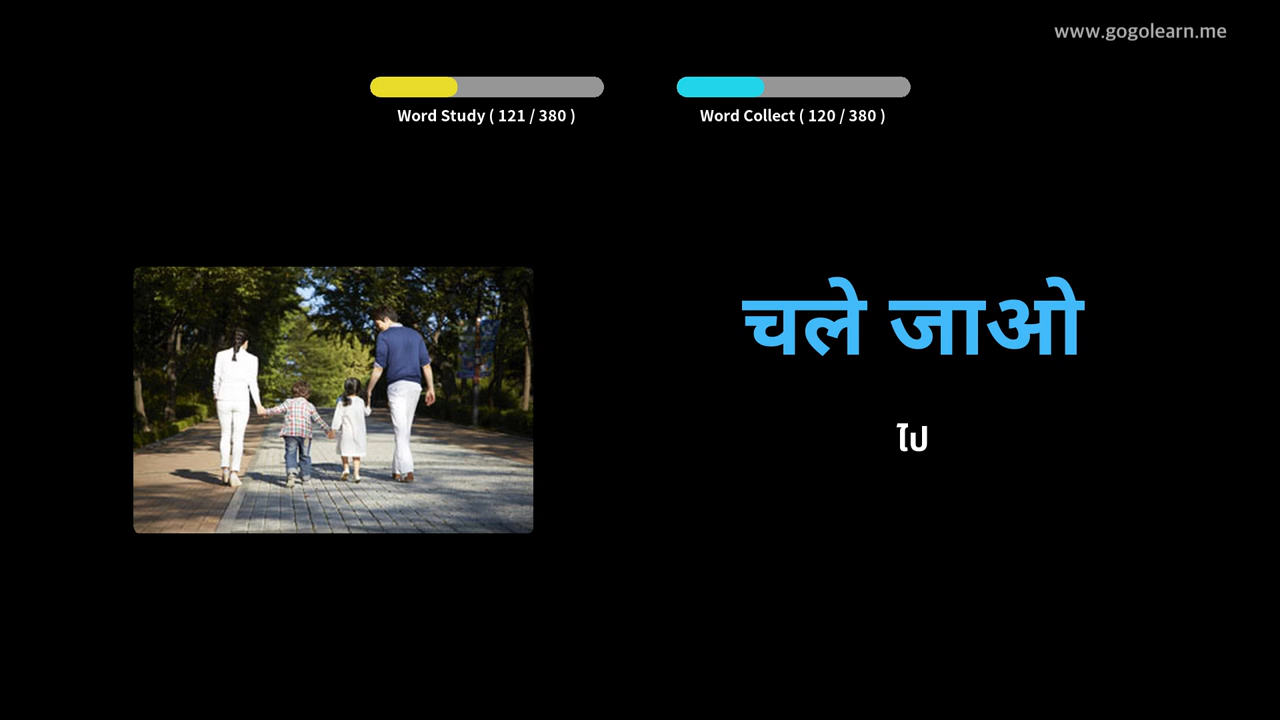 www.gogolearn.me
Word Study ( 121 / 380 )
Word Collect ( 120 / 380 )
चले जाओ
ไป